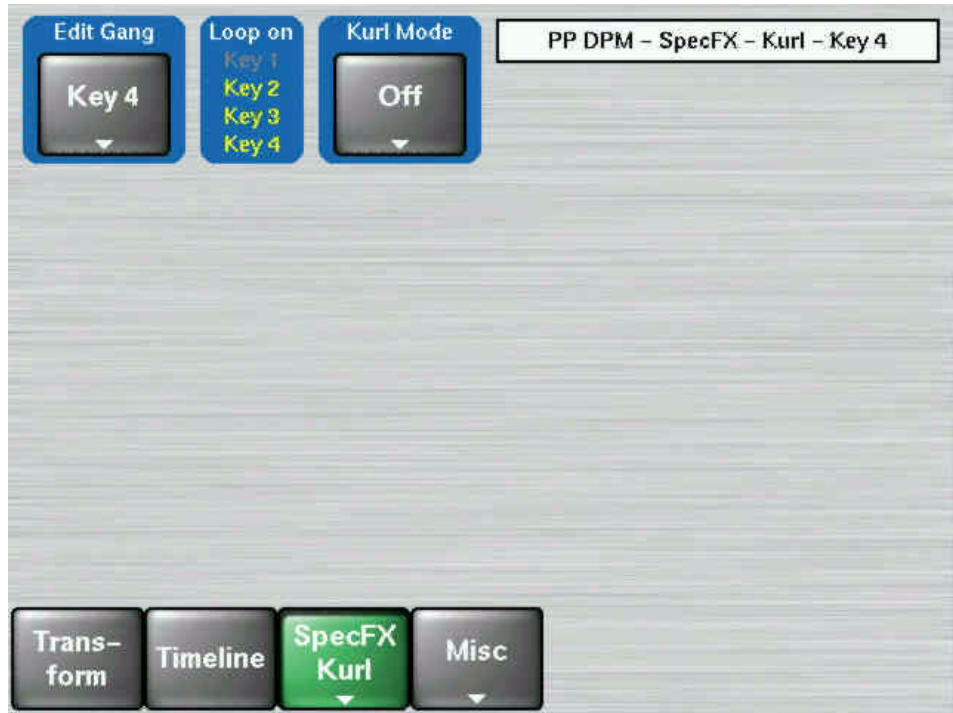 Edit Gang
Key 4
Loop on
Key 1
Key 2
Key 3
Key 4
Kurl Mode
Off
PP DPM – SpecFX – Kurl – Key 4
Trans–
form
Timeline
SpecFX
Kurl
Misc